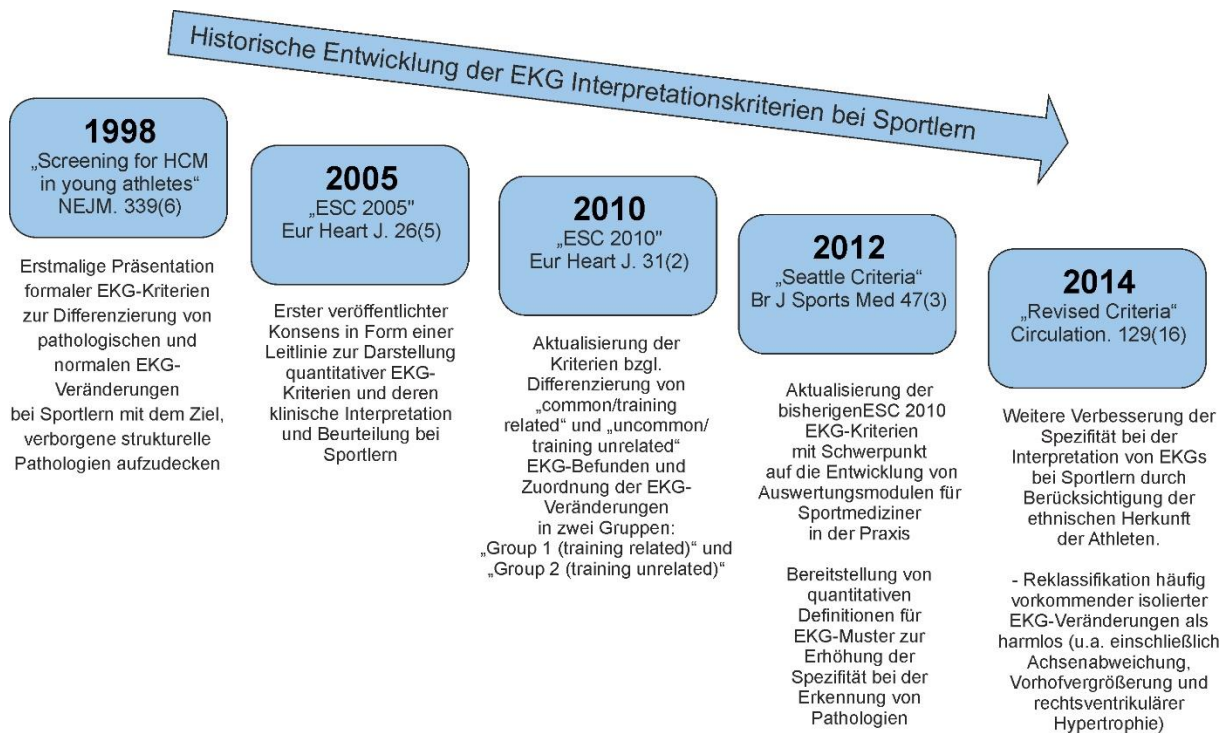 Historische Entwicklung der EKG Interpretationskriterien bei Sportlern
1998
„Screening for HCM
in young athletes“
NEJM. 339(6)
Erstmalige Präsentation
formaler EKG-Kriterien
zur Differenzierung von
pathologischen und
normalen EKG-
Veränderungen
bei Sportlern mit dem Ziel,
verborgene strukturelle
Pathologien aufzudecken
2005
„ESC 2005"
Eur Heart J. 26(5)
Erster veröffentlichter
Konsens in Form einer
Leitlinie zur Darstellung
quantitativer EKG-
Kriterien und deren
klinische Interpretation
und Beurteilung bei
Sportlern
2010
„ESC 2010"
Eur Heart J. 31(2)
Aktualisierung der
Kriterien bzgl.
Differenzierung von
„common/training
related“ und „uncommon/
training unrelated“
EKG-Befunden und
Zuordnung der EKG-
Veränderungen
in zwei Gruppen:
„Group 1 (training related)“ und
„Group 2 (training unrelated)“
2012
„Seattle Criteria“
Br J Sports Med 47(3)
Aktualisierung der
bisherigenESC 2010
EKG-Kriterien
mit Schwerpunkt
auf die Entwicklung von
Auswertungsmodulen für
Sportmediziner
in der Praxis
Bereitstellung von
quantitativen
Definitionen für
EKG-Muster zur
Erhöhung der
Spezifität bei der
Erkennung von
Pathologien
2014
„Revised Criteria“
Circulation. 129(16)
Weitere Verbesserung der
Spezifität bei der
Interpretation von EKGs
bei Sportlern durch
Berücksichtigung der
ethnischen Herkunft
der Athleten.
- Reklassifikation häufig
vorkommender isolierter
EKG-Veränderungen als
harmlos (u.a. einschließlich
Achsenabweichung,
Vorhofvergrößerung und
rechtsventrikulärer
Hypertrophie)